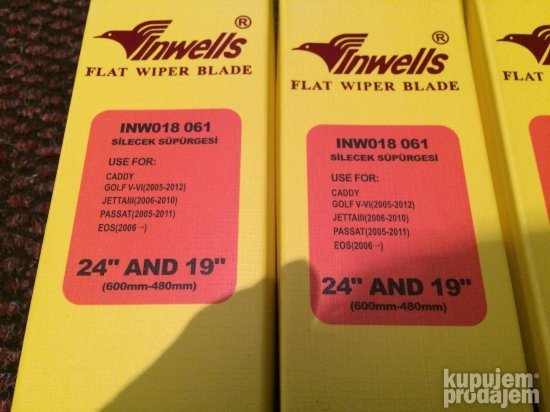 Inwells®
FLAT WIPER BLADE
INW018 061
SİLECEK SÜPÜRGESİ
USE FOR:
CADDY
GOLF V-VI(2005-2012)
JETTAIII(2006-2010)
PASSAT(2005-2011)
EOS(2006→)
24" AND 19"
(600mm-480mm)
Inwells®
FLAT WIPER BLADE
INW018 061
SİLECEK SÜPÜRGESİ
USE FOR:
CADDY
GOLF V-VI(2005-2012)
JETTAIII(2006-2010)
PASSAT(2005-2011)
EOS(2006→)
24" AND 19"
(600mm-480mm)
FLA
kupujem
prodajem